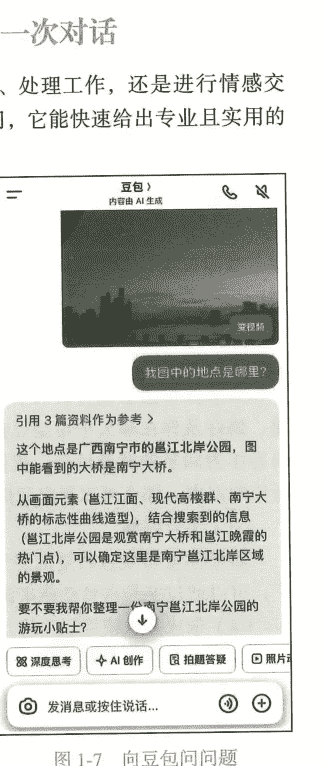 一次对话
、处理工作，还是进行情感交
，它能快速给出专业且实用的
豆包〉
内容由 AI 生成
变视频
我图中的地点是哪里？
引用 3 篇资料作为参考 〉
这个地点是广西南宁市的邕江北岸公园，图
中能看到的大桥是南宁大桥。
从画面元素（邕江江面、现代高楼群、南宁大
桥的标志性曲线造型），结合搜索到的信息
（邕江北岸公园是观赏南宁大桥和邕江晚霞的
热门点），可以确定这里是南宁邕江北岸区域
的景观。
要不要我帮你整理一份南宁邕江北岸公园的
游玩小贴士？
深度思考 AI 创作 拍题答疑 照片
发消息或按住说话...
图 1-7 向豆包问问题